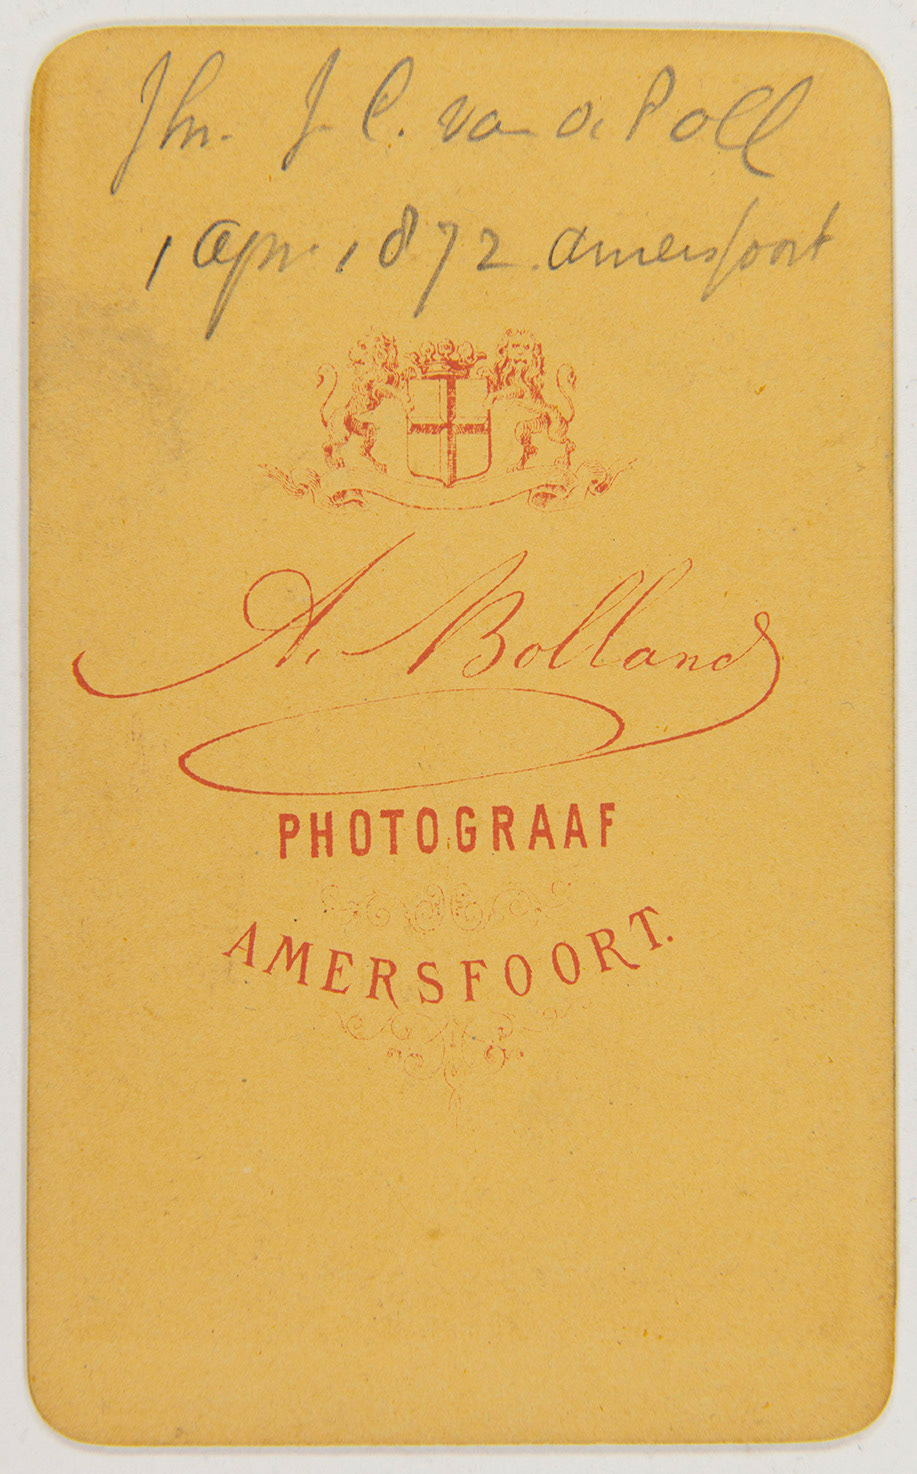 Jhr. J. C. van de Poll
1 Apr. 1872. Amersfoort
A. Bolland
PHOTOGRAAF
AMERSFOORT.